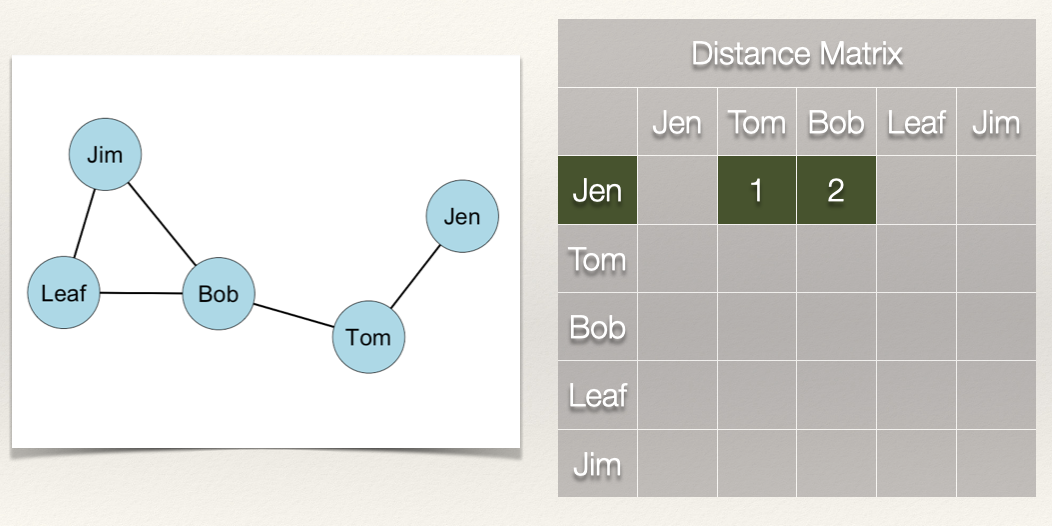 Jim
Jen
Leaf
Bob
Tom
Distance Matrix
Jen Tom Bob Leaf Jim
Jen 1 2
Tom
Bob
Leaf
Jim